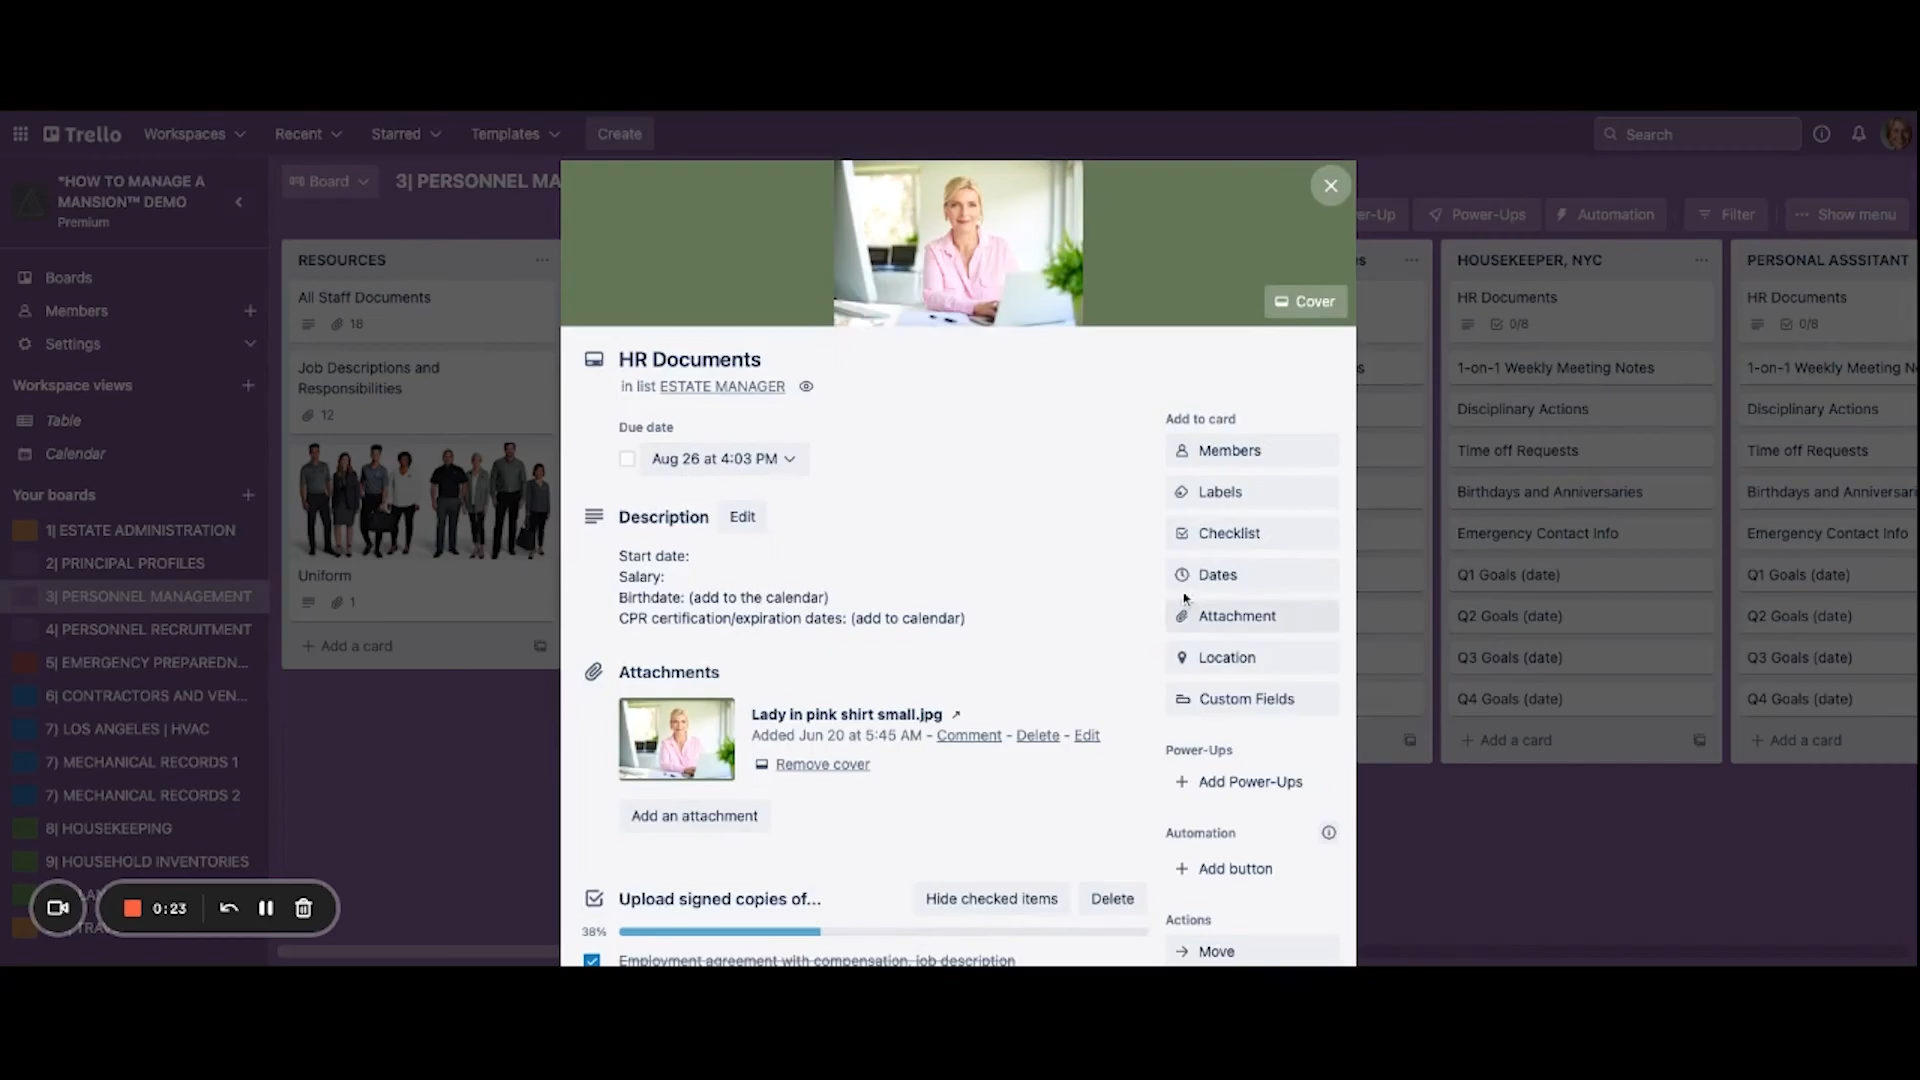 Trello
Workspaces
Recent
Starred
Templates
Create
Search
*HOW TO MANAGE A
MANSION™ DEMO
Premium
Boards
Members
Settings
Workspace views
Table
Calendar
Your boards
1| ESTATE ADMINISTRATION
2| PRINCIPAL PROFILES
3| PERSONNEL MANAGEMENT
4| PERSONNEL RECRUITMENT
5| EMERGENCY PREPAREDN...
6| CONTRACTORS AND VEN...
7) LOS ANGELES | HVAC
7) MECHANICAL RECORDS 1
7) MECHANICAL RECORDS 2
8| HOUSEKEEPING
9| HOUSEHOLD INVENTORIES
0:23
Board
3| PERSONNEL MA
er-Up
Power-Ups
Automation
Filter
Show menu
RESOURCES
All Staff Documents
18
Job Descriptions and
Responsibilities
12
Uniform
1
+ Add a card
Cover
HR Documents
in list ESTATE MANAGER
Due date
Aug 26 at 4:03 PM
Description
Edit
Start date:
Salary:
Birthdate: (add to the calendar)
CPR certification/expiration dates: (add to calendar)
Attachments
Lady in pink shirt small.jpg
Added Jun 20 at 5:45 AM - Comment - Delete - Edit
Remove cover
Add an attachment
Upload signed copies of...
Hide checked items
Delete
38%
Employment agreement with compensation, job description
Add to card
Members
Labels
Checklist
Dates
Attachment
Location
Custom Fields
Power-Ups
+ Add Power-Ups
Automation
+ Add button
Actions
Move
HOUSEKEEPER, NYC
HR Documents
0/8
1-on-1 Weekly Meeting Notes
Disciplinary Actions
Time off Requests
Birthdays and Anniversaries
Emergency Contact Info
Q1 Goals (date)
Q2 Goals (date)
Q3 Goals (date)
Q4 Goals (date)
+ Add a card
PERSONAL ASSSITANT
HR Documents
0/8
1-on-1 Weekly Meeting N
Disciplinary Actions
Time off Requests
Birthdays and Anniversari
Emergency Contact Info
Q1 Goals (date)
Q2 Goals (date)
Q3 Goals (date)
Q4 Goals (date)
+ Add a card